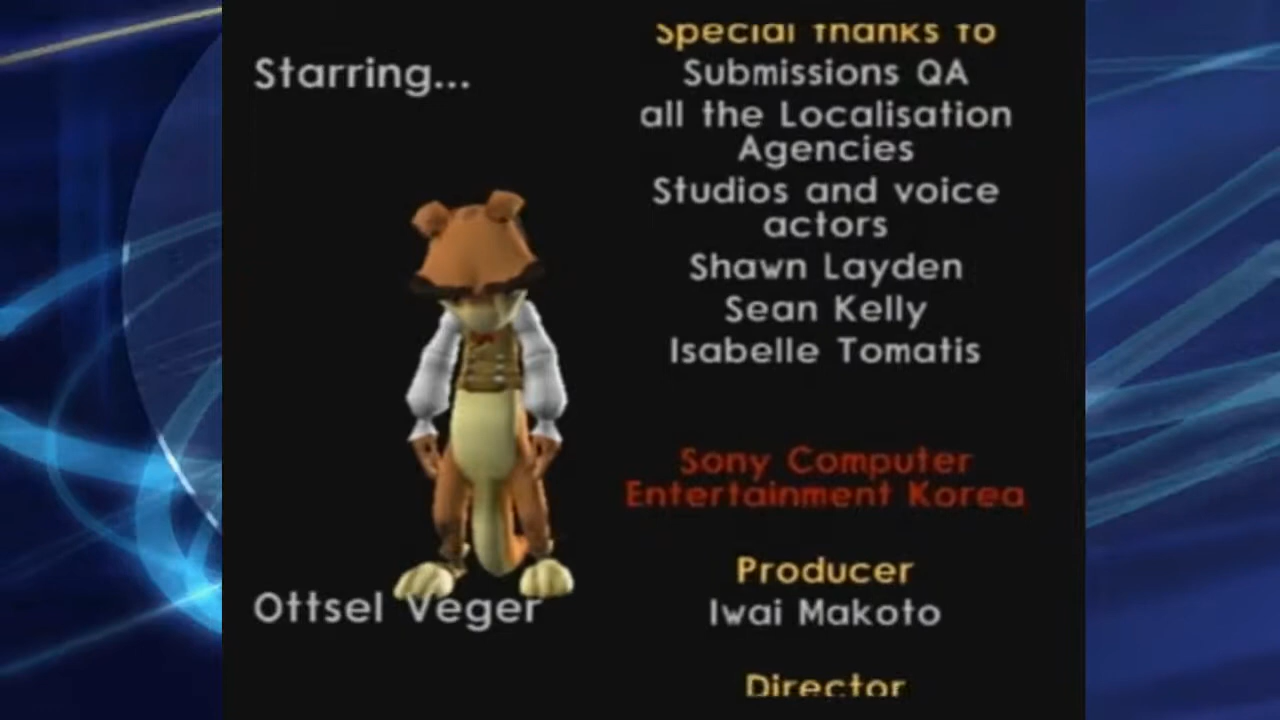 Starring...
Ottsel Veger
Special thanks to
Submissions QA
all the Localisation
Agencies
Studios and voice
actors
Shawn Layden
Sean Kelly
Isabelle Tomatis
Sony Computer
Entertainment Korea
Producer
Iwai Makoto
Director